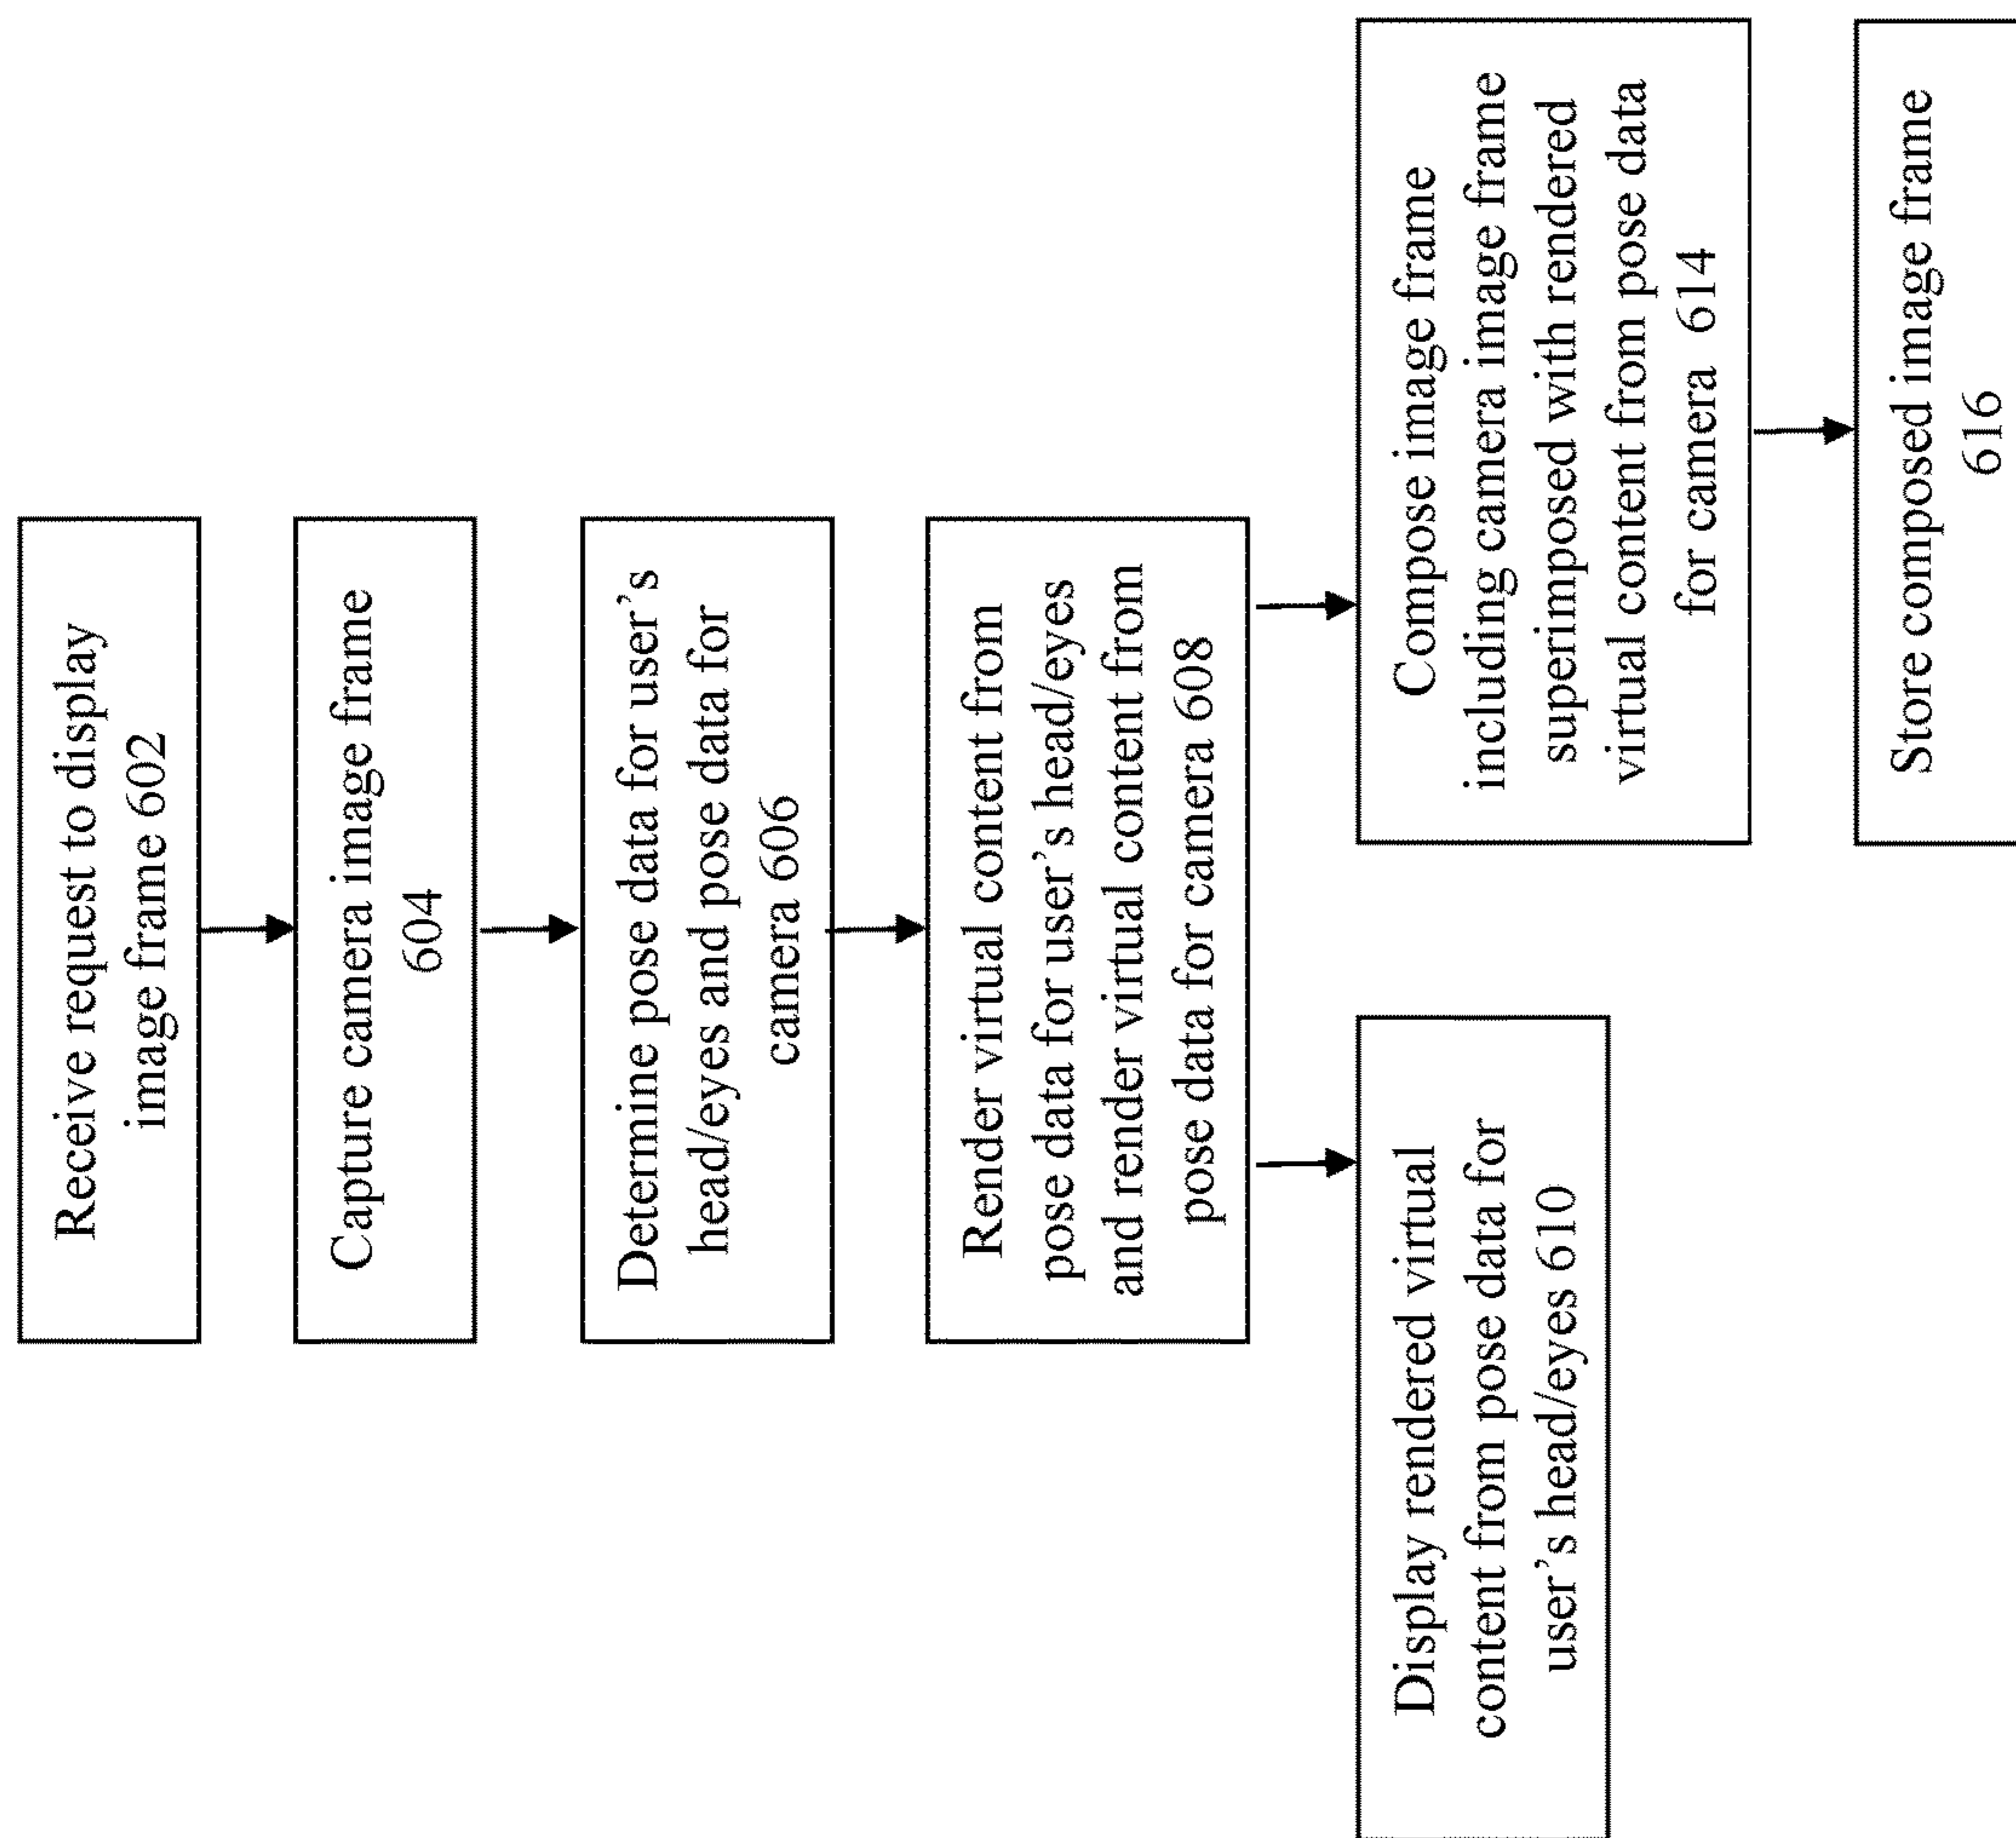 Receive request to display
image frame 602
Capture camera image frame
604
Determine pose data for user’s
head/eyes and pose data for
camera 606
Render virtual content from
pose data for user’s head/eyes
and render virtual content from
pose data for camera 608
Display rendered virtual
content from pose data for
user’s head/eyes 610
Compose image frame
including camera image frame
superimposed with rendered
virtual content from pose data
for camera 614
Store composed image frame
616